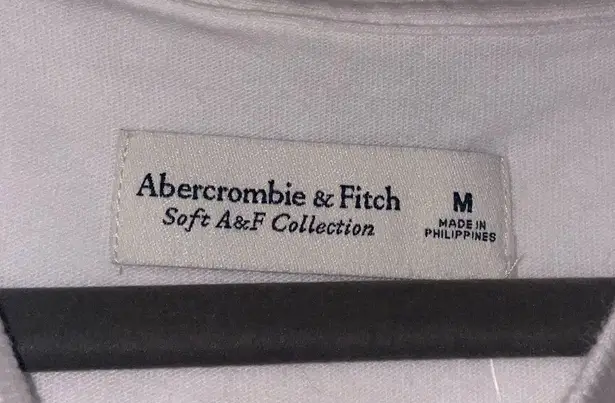 Abercrombie & Fitch
Soft A&F Collection
M
MADE IN
PHILIPPINES